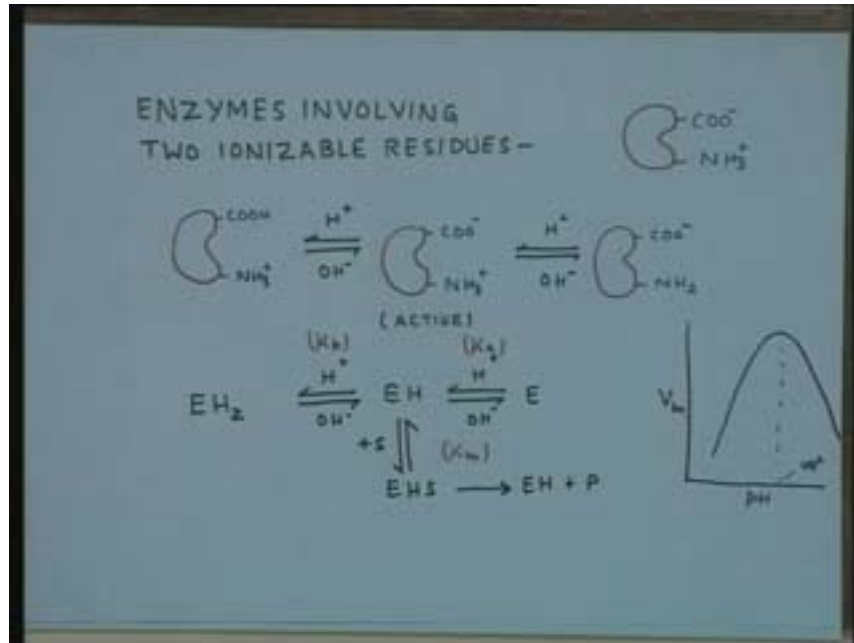 ENZYMES INVOLVING
TWO IONIZABLE RESIDUES-
COO⁻
NH₃⁺
COOH
NH₃⁺
H⁺
OH⁻
COO⁻
NH₃⁺
(ACTIVE)
H⁺
OH⁻
COO⁻
NH₂
EH₂
(Kb)
H⁺
OH⁻
EH
H
OH⁻
E
+S
(Km)
EHS → EH + P
Vm
pH